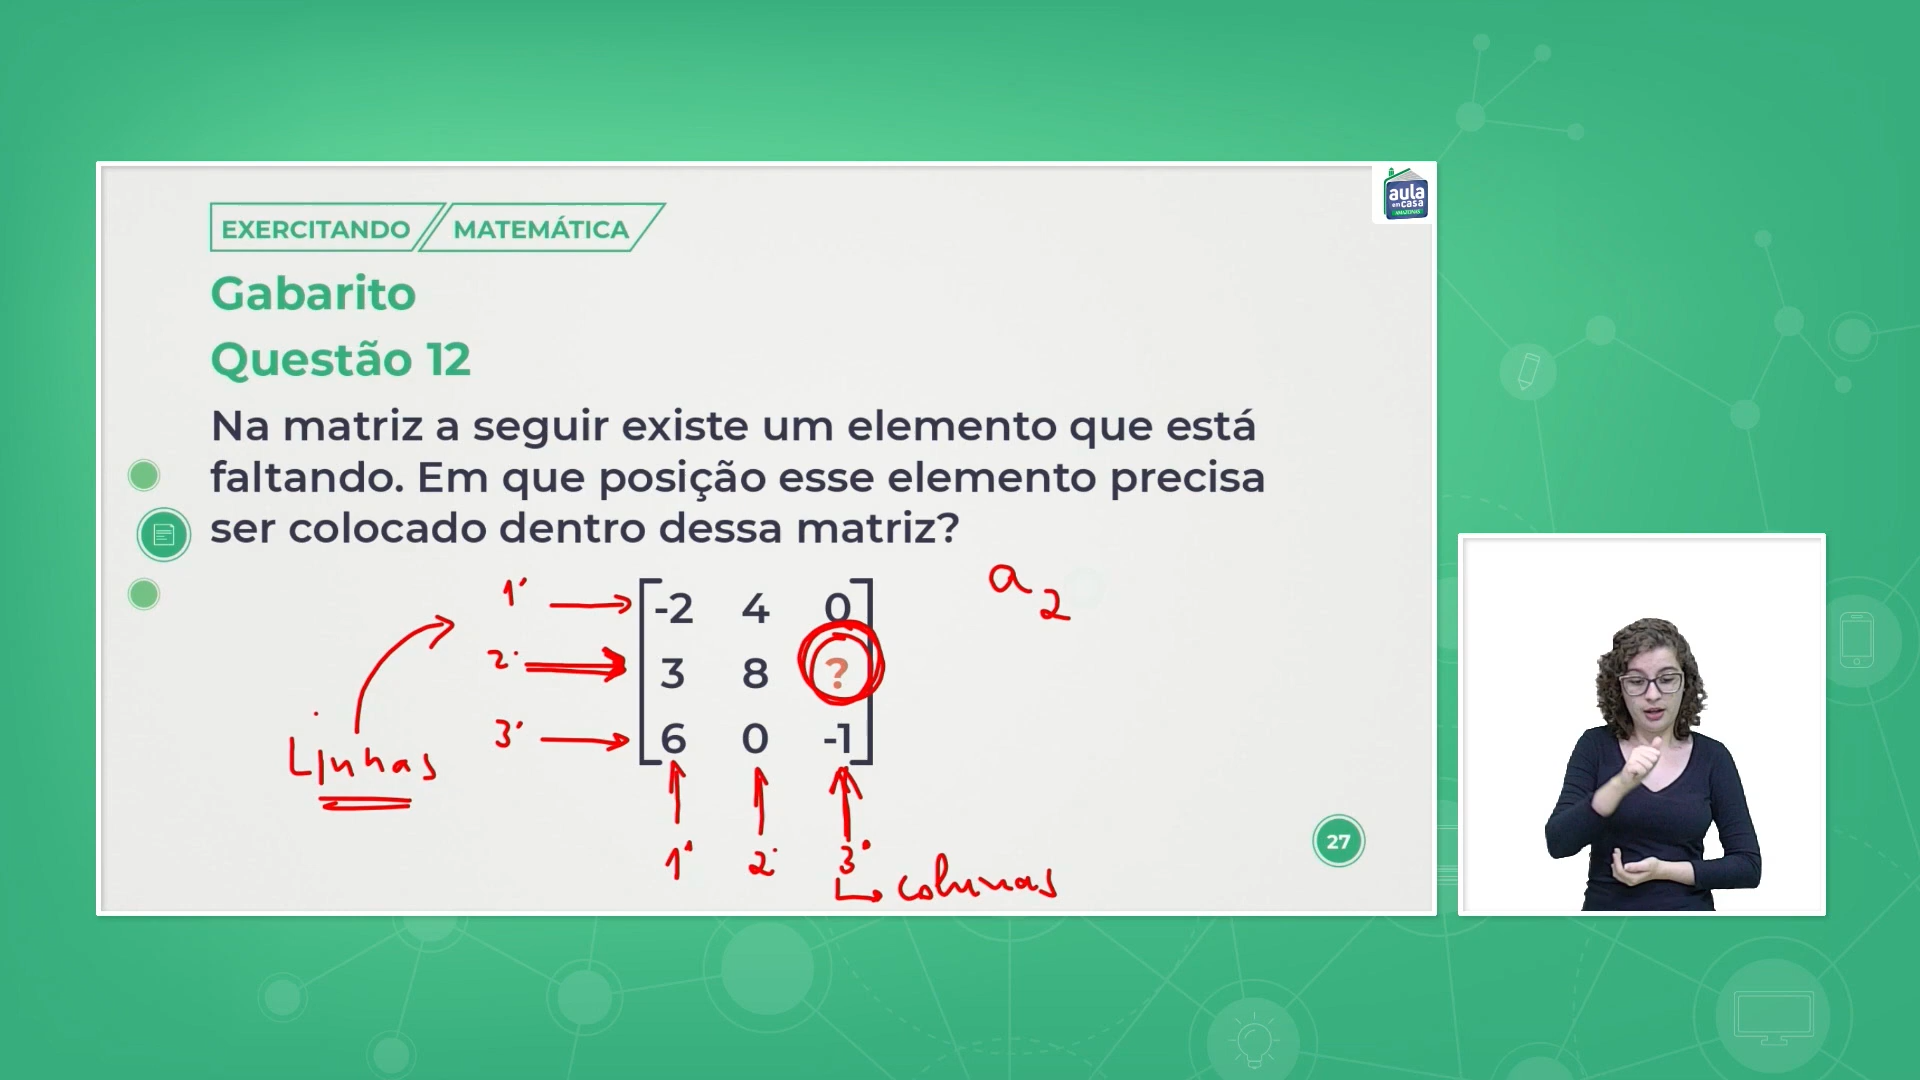 EXERCITANDO MATEMÁTICA
aula
em casa
AMAZONAS
Gabarito
Questão 12
Na matriz a seguir existe um elemento que está
faltando. Em que posição esse elemento precisa
ser colocado dentro dessa matriz?
1ª -2 4 0 a 2
2ª 3 8 ?
3ª 6 0 -1
Linhas
1ª 2ª 3ª
colunas
27